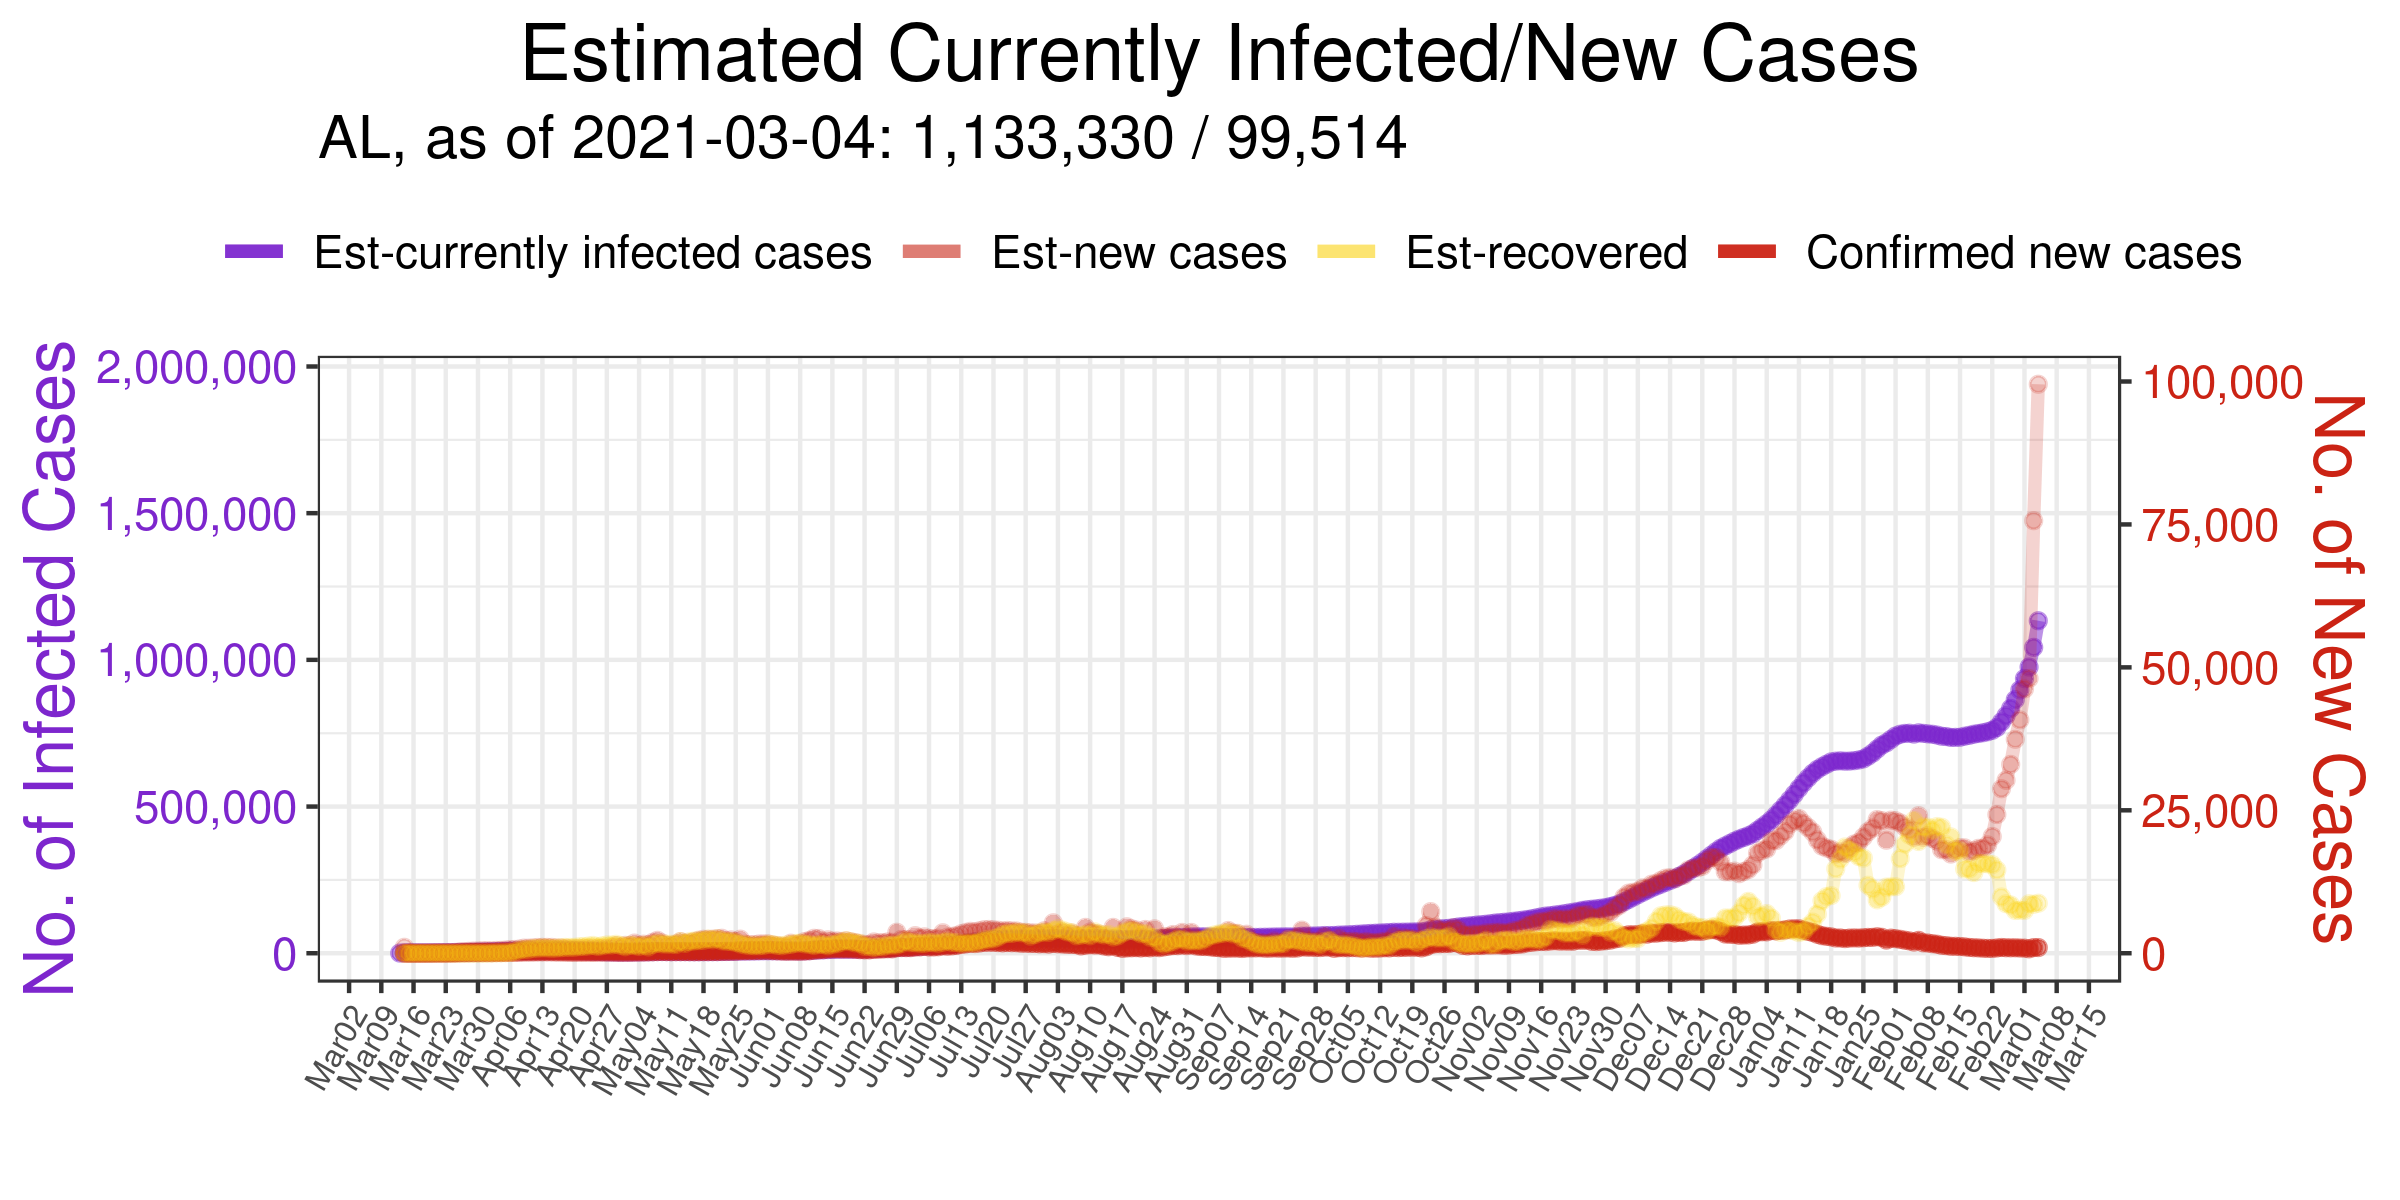 Estimated Currently Infected/New Cases
AL, as of 2021-03-04: 1,133,330 / 99,514
Est-currently infected cases Est-new cases Est-recovered Confirmed new cases
No. of Infected Cases
2,000,000
1,500,000
1,000,000
500,000
0
100,000
75,000
50,000
25,000
0
No. of New Cases
Mar02 Mar09 Mar16 Mar23 Mar30 Apr06 Apr13 Apr20 Apr27 May04 May11 May18 May25 Jun01 Jun08 Jun15 Jun22 Jun29 Jul06 Jul13 Jul20 Jul27 Aug03 Aug10 Aug17 Aug24 Aug31 Sep07 Sep14 Sep21 Sep28 Oct05 Oct12 Oct19 Oct26 Nov02 Nov09 Nov16 Nov23 Nov30 Dec07 Dec14 Dec21 Dec28 Jan04 Jan11 Jan18 Jan25 Feb01 Feb08 Feb15 Feb22 Mar01 Mar08 Mar15